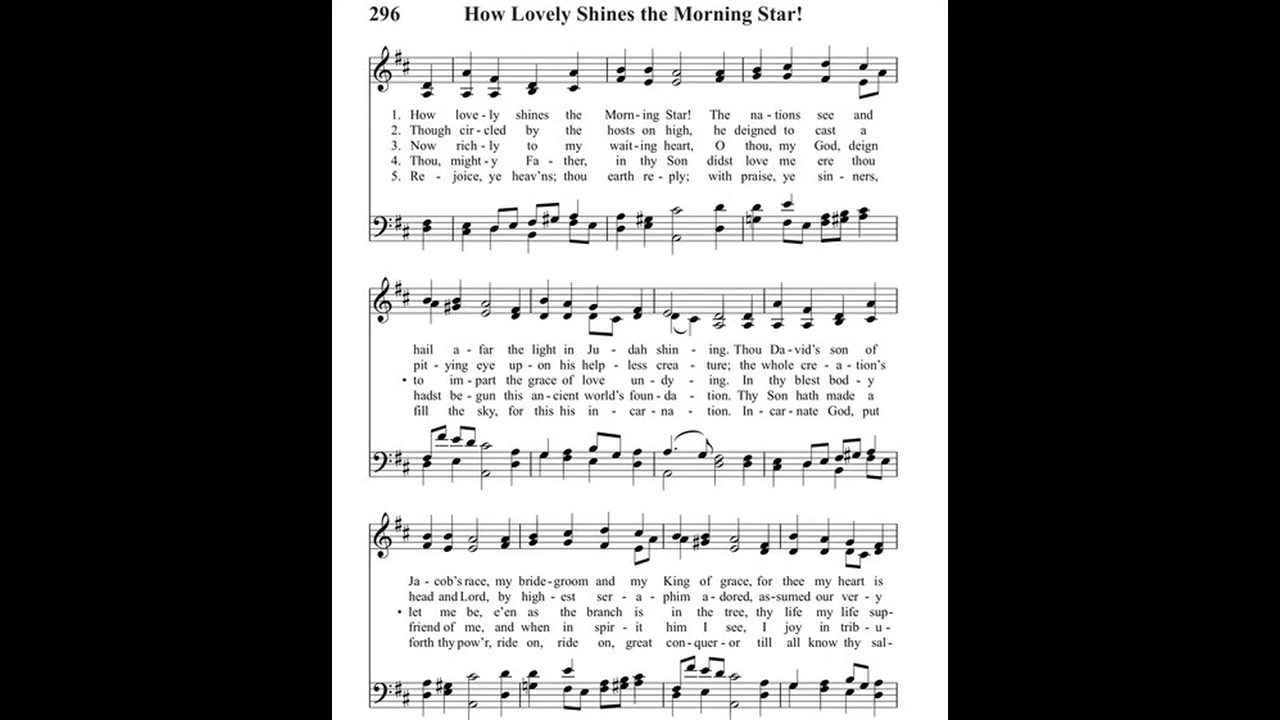 296 How Lovely Shines the Morning Star!
1. How love - ly shines the Morn - ing Star! The na - tions see and
2. Though cir - cled by the hosts on high, he deigned to cast a
3. Now rich - ly to my wait - ing heart, O thou, my God, deign
4. Thou, might - y Fa - ther, in thy Son didst love me ere thou
5. Re - joice, ye heav'ns; thou earth re - ply; with praise, ye sin - ners,
hail a - far the light in Ju - dah shin - ing. Thou Da - vid's son of
pit - ying eye up - on his help - less crea - ture; the whole cre - a - tion's
• to im - part the grace of love un - dy - ing. In thy blest bod - y
hadst be - gun this an - cient world's foun - da - tion. Thy Son hath made a
fill the sky, for this his in - car - na - tion. In - car - nate God, put
Ja - cob's race, my bride - groom and my King of grace, for thee my heart is
head and Lord, by high - est ser - a - phim a - dored, as - sumed our ver - y
• let me be, e'en as the branch is in the tree, thy life my life sup-
friend of me, and when in spir - it him I see, I joy in trib - u -
forth thy pow'r, ride on, ride on, great con - quer - or till all know thy sal-